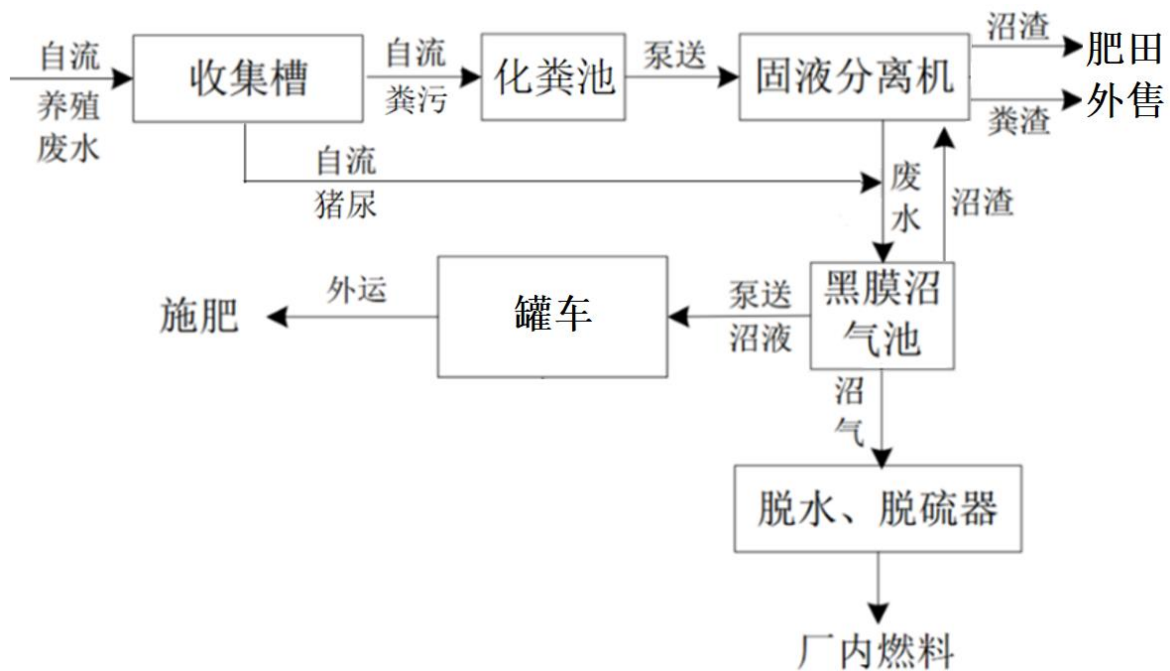 自流
养殖
废水
收集槽
自流
粪污
化粪池
泵送
固液分离机
沼渣
肥田
粪渣
外售
自流
猪尿
废
水
沼渣
施肥
外运
罐车
泵送
沼液
黑膜沼
气池
沼
气
脱水、脱硫器
厂内燃料